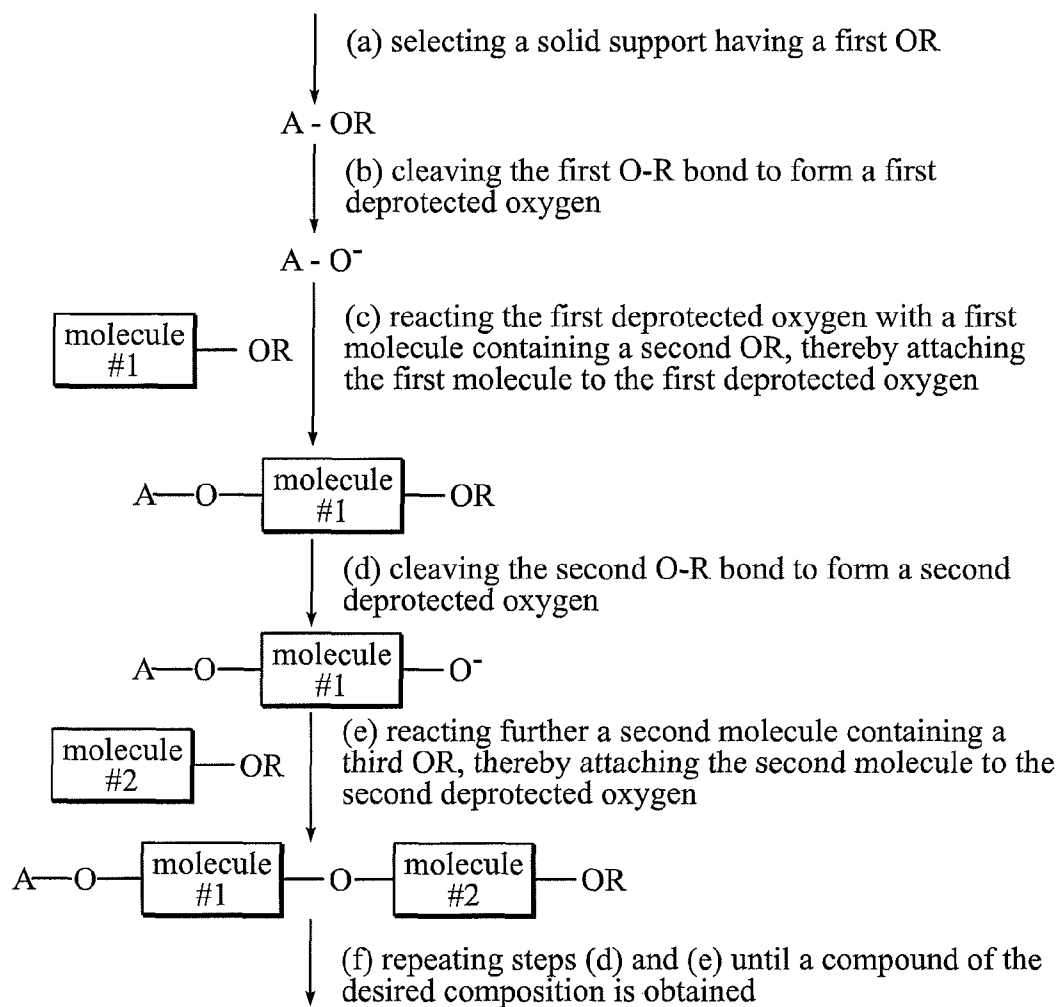 (a) selecting a solid support having a first OR
A - OR
(b) cleaving the first O-R bond to form a first
deprotected oxygen
A - O⁻
(c) reacting the first deprotected oxygen with a first
molecule containing a second OR, thereby attaching
the first molecule to the first deprotected oxygen
molecule
#1
OR
A—O—
molecule
#1
—OR
(d) cleaving the second O-R bond to form a second
deprotected oxygen
A—O—
molecule
#1
—O⁻
(e) reacting further a second molecule containing a
third OR, thereby attaching the second molecule to the
second deprotected oxygen
molecule
#2
OR
A—O—
molecule
#1
—O—
molecule
#2
—OR
(f) repeating steps (d) and (e) until a compound of the
desired composition is obtained